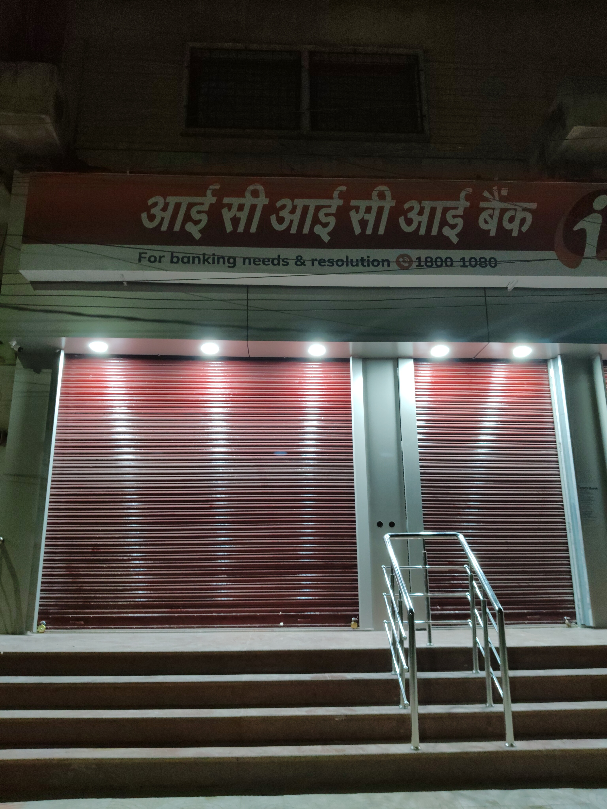 आई सी आई सी आई बैंक
For banking needs & resolution 1800 1080